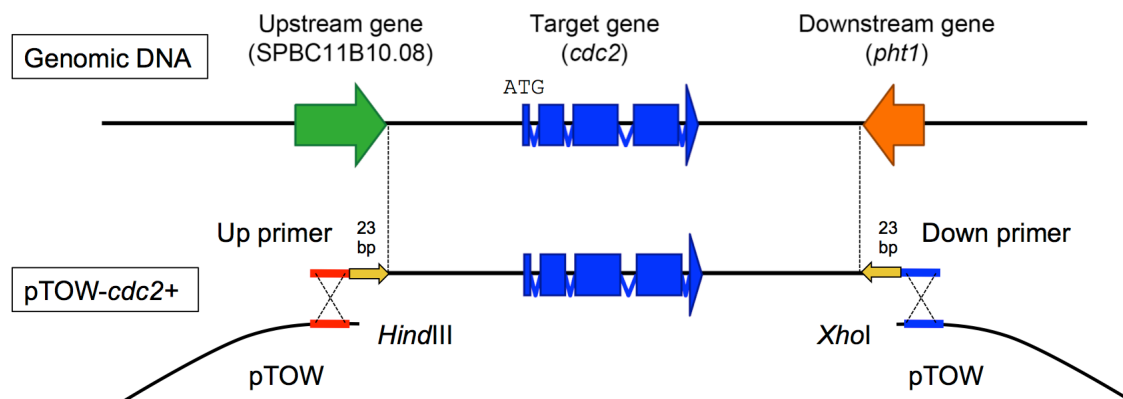 Upstream gene
(SPBC11B10.08)
Target gene
(cdc2)
Downstream gene
(pht1)
Genomic DNA
ATG
Up primer
23
bp
23
bp
Down primer
pTOW-cdc2+
HindIII
XhoI
pTOW
pTOW